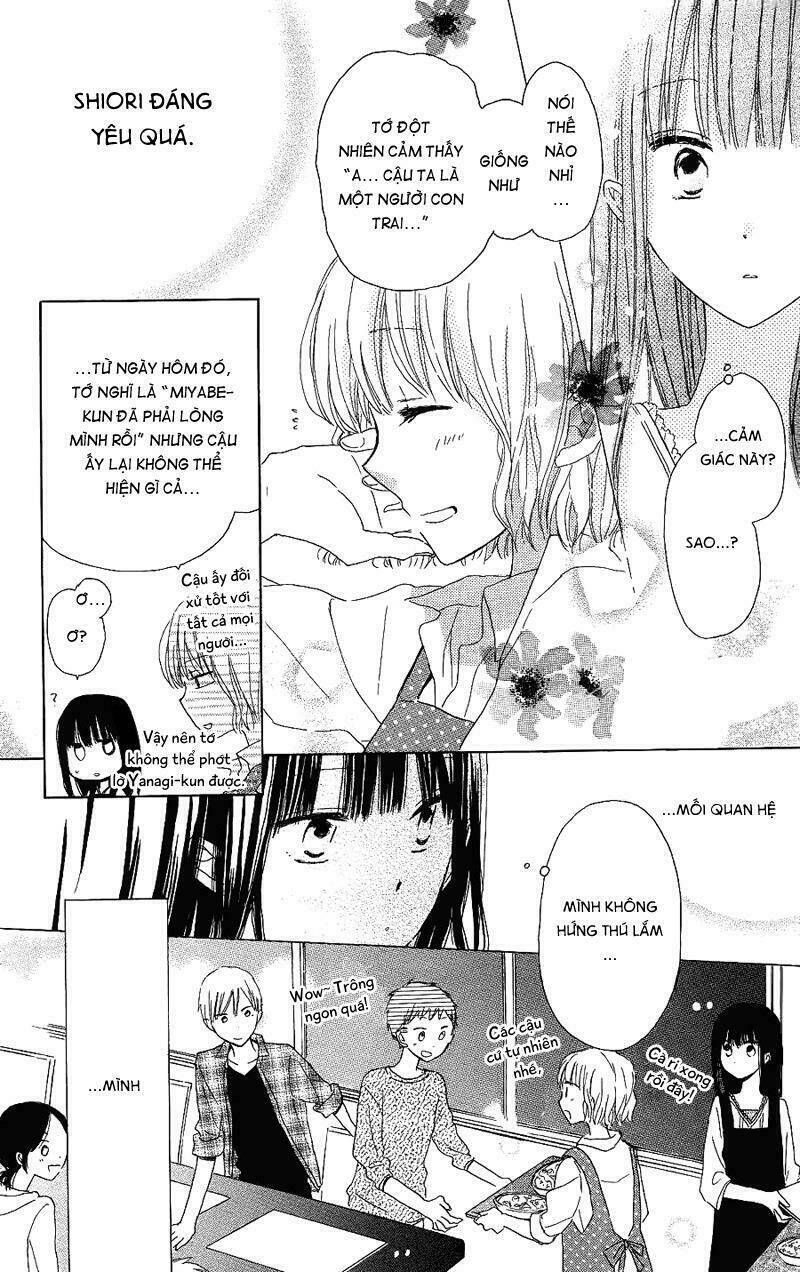 NÓI
THẾ
NÀO
NHỈ
...
GIỐNG
NHƯ
TỚ ĐỘT
NHIÊN CẢM THẤY
"A... CẬU TA LÀ
MỘT NGƯỜI CON
TRAI..."
SHIORI ĐÁNG
YÊU QUÁ.
...CẢM
GIÁC NÀY?
SAO...?
...TỪ NGÀY HÔM ĐÓ,
TỚ NGHĨ LÀ "MIYABE-
KUN ĐÃ PHẢI LÒNG
MÌNH RỒI" NHƯNG CẬU
ẤY LẠI KHÔNG THỂ
HIỆN GÌ CẢ...
Cậu ấy đối
xử tốt với
tất cả mọi
người...
Ơ...
Ơ?
?
Vậy nên tớ
không thể phớt
lờ Yanagi-kun được.
...MỐI QUAN HỆ
MÌNH KHÔNG
HỨNG THÚ LẮM
...
Cà ri xong
rồi đây!
Các cậu
cứ tự nhiên
nhé,
Wow~ Trông
ngon quá!
...MÌNH